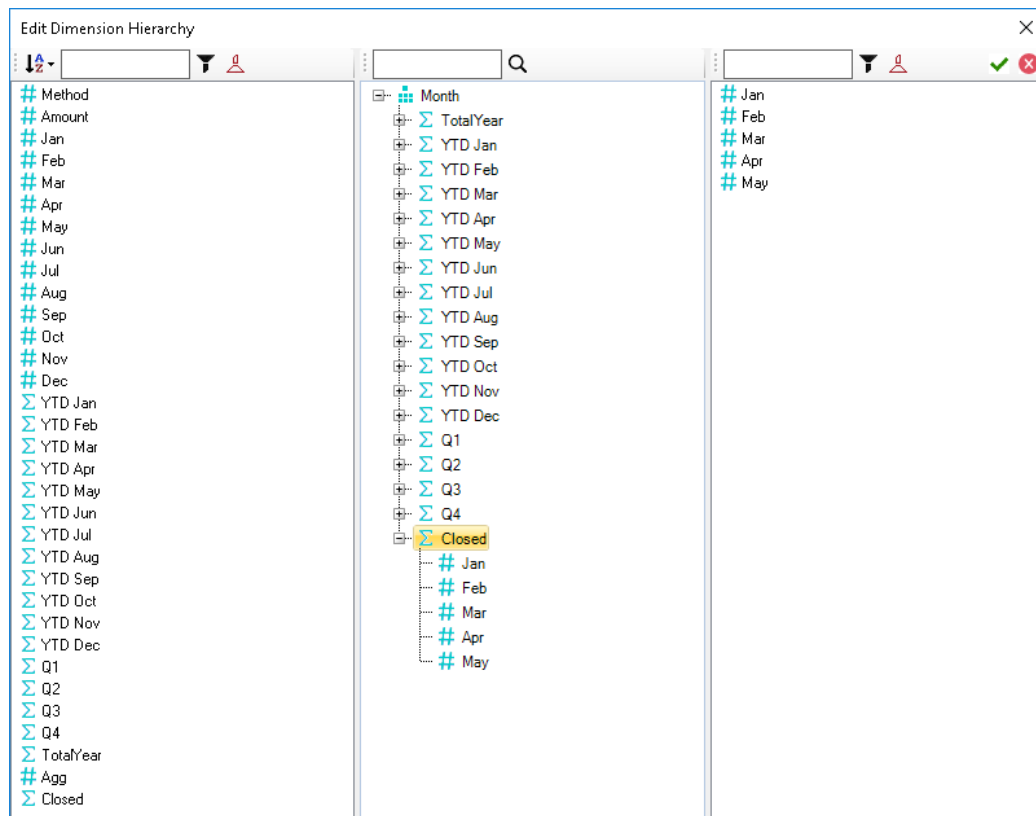 Edit Dimension Hierarchy
Method
Amount
Jan
Feb
Mar
Apr
May
Jun
Jul
Aug
Sep
Oct
Nov
Dec
YTD Jan
YTD Feb
YTD Mar
YTD Apr
YTD May
YTD Jun
YTD Jul
YTD Aug
YTD Sep
YTD Oct
YTD Nov
YTD Dec
Q1
Q2
Q3
Q4
TotalYear
Agg
Closed
Month
TotalYear
YTD Jan
YTD Feb
YTD Mar
YTD Apr
YTD May
YTD Jun
YTD Jul
YTD Aug
YTD Sep
YTD Oct
YTD Nov
YTD Dec
Q1
Q2
Q3
Q4
Closed
Jan
Feb
Mar
Apr
May
Jan
Feb
Mar
Apr
May